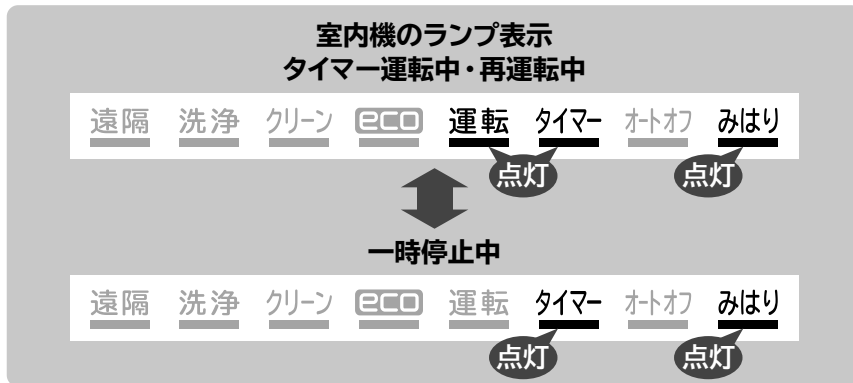 室内機のランプ表示
タイマー運転中・再運転中
遠隔 洗浄 クリーン eco 運転 タイマー オートオフ みはり
点灯 点灯
一時停止中
遠隔 洗浄 クリーン eco 運転 タイマー オートオフ みはり
点灯 点灯